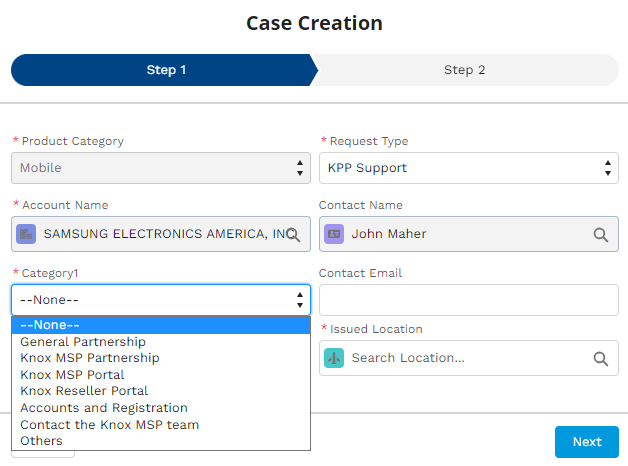 Case Creation
Step 1
Step 2
* Product Category
* Request Type
Mobile
KPP Support
* Account Name
Contact Name
SAMSUNG ELECTRONICS AMERICA, INC
John Maher
* Category1
Contact Email
--None--
--None--
General Partnership
* Issued Location
Knox MSP Partnership
Search Location...
Knox MSP Portal
Knox Reseller Portal
Accounts and Registration
Contact the Knox MSP team
Others
Next